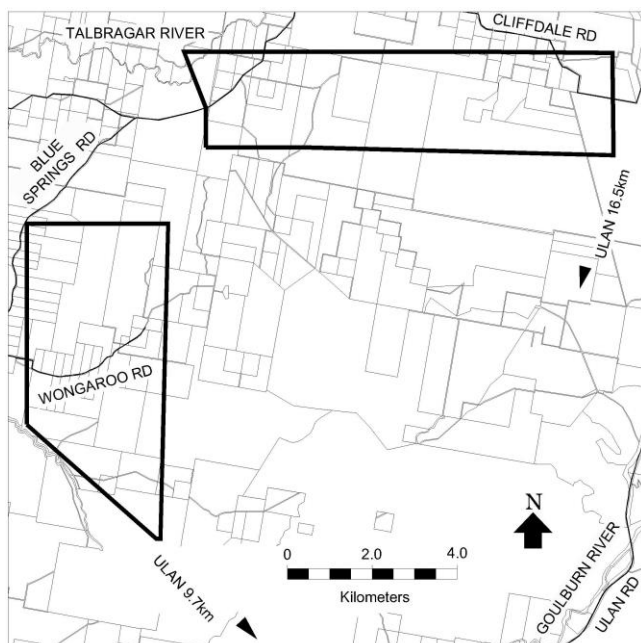 TALBRAGAR RIVER
CLIFFDALE RD
BLUE
SPRINGS RD
ULAN 16.5km
WONGAROO RD
N
0 2.0 4.0
Kilometers
ULAN 9.7km
GOULBURN RIVER
ULAN RD